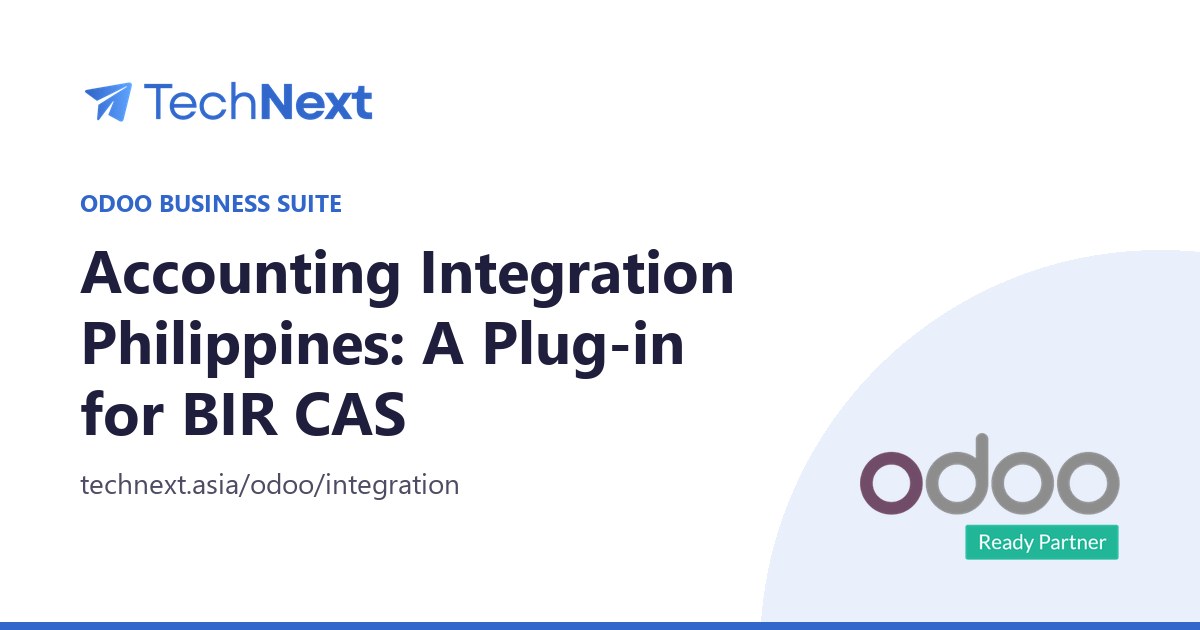 TechNext
ODOO BUSINESS SUITE
Accounting Integration
Philippines: A Plug-in
for BIR CAS
technext.asia/odoo/integration
odoo
Ready Partner